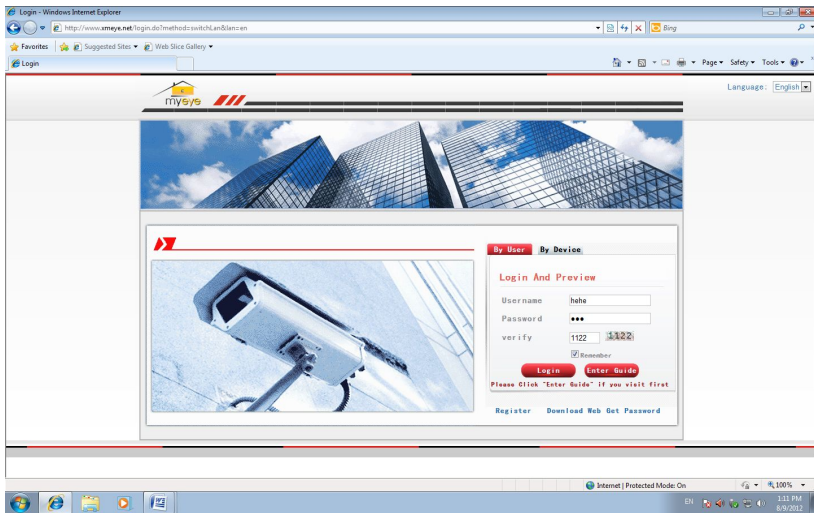 Login - Windows Internet Explorer
http://www.xmeye.net/login.do?method=switchLan&lan=en
Bing
Favorites Suggested Sites Web Slice Gallery
Login Page Safety Tools
Language: English
myeye
By User By Device
Login And Preview
Username hehe
Password •••
verify 1122 1122
Remember
Login Enter Guide
Please Click "Enter Guide" if you visit first
Register Download Web Get Password
Internet | Protected Mode: On 100%
EN 1:11 PM
8/9/2012